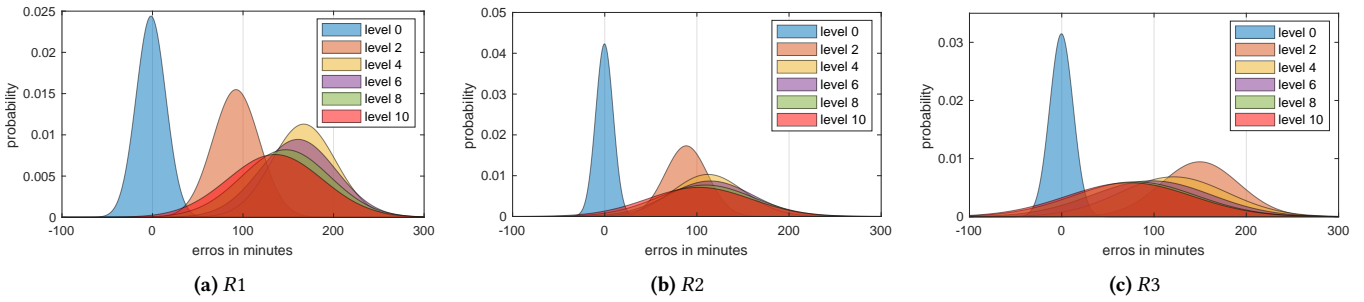 0.025
0.02
0.015
0.01
0.005
0
probability
-100
0
100
200
300
erros in minutes
level 0
level 2
level 4
level 6
level 8
level 10
(a) R1
0.05
0.04
0.03
0.02
0.01
0
probability
-100
0
100
200
300
erros in minutes
level 0
level 2
level 4
level 6
level 8
level 10
(b) R2
0.03
0.02
0.01
0
probability
-100
0
100
200
300
erros in minutes
level 0
level 2
level 4
level 6
level 8
level 10
(c) R3